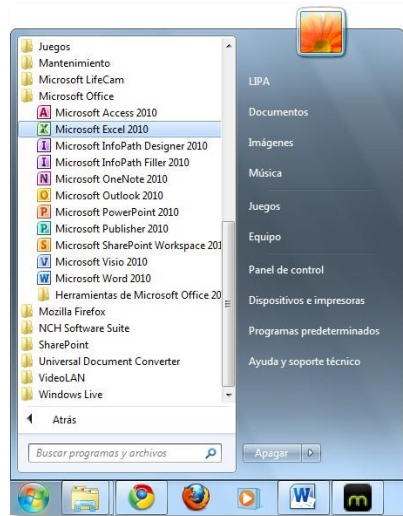 Juegos
Mantenimiento
Microsoft LifeCam
Microsoft Office
Microsoft Access 2010
Microsoft Excel 2010
Microsoft InfoPath Designer 2010
Microsoft InfoPath Filler 2010
Microsoft OneNote 2010
Microsoft Outlook 2010
Microsoft PowerPoint 2010
Microsoft Publisher 2010
Microsoft SharePoint Workspace 201
Microsoft Visio 2010
Microsoft Word 2010
Herramientas de Microsoft Office 20
Mozilla Firefox
NCH Software Suite
SharePoint
Universal Document Converter
VideoLAN
Windows Live
Atrás
Buscar programas y archivos
LIPA
Documentos
Imágenes
Música
Juegos
Equipo
Panel de control
Dispositivos e impresoras
Programas predeterminados
Ayuda y soporte técnico
Apagar